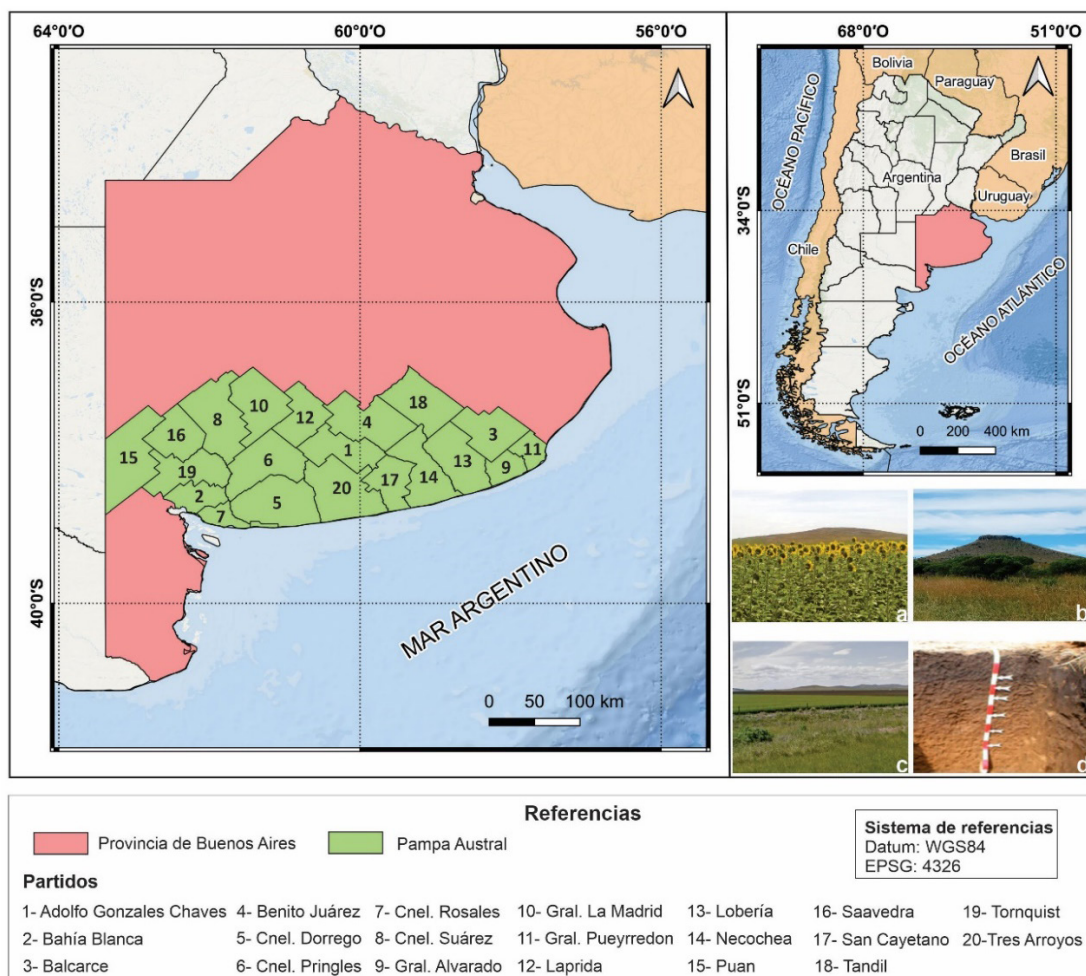 64°0'O 60°0'O 56°0'O
36°0'S
40°0'S
8
10
12
4
18
16
15
1
3
11
6
19
13
9
17
14
2
20
5
7
MAR ARGENTINO
0 50 100 km
68°0'O 51°0'O
34°0'S
51°0'S
Bolivia
Paraguay
OCÉANO PACÍFICO
Brasil
Argentina
Uruguay
Chile
OCÉANO ATLÁNTICO
0 200 400 km
a
b
c
d
Referencias
Provincia de Buenos Aires
Pampa Austral
Sistema de referencias
Datum: WGS84
EPSG: 4326
Partidos
1- Adolfo Gonzales Chaves 4- Benito Juárez 7- Cnel. Rosales 10- Gral. La Madrid 13- Lobería 16- Saavedra 19- Tornquist
2- Bahía Blanca 5- Cnel. Dorrego 8- Cnel. Suárez 11- Gral. Pueyrredon 14- Necochea 17- San Cayetano 20-Tres Arroyos
3- Balcarce 6- Cnel. Pringles 9- Gral. Alvarado 12- Laprida 15- Puan 18- Tandil